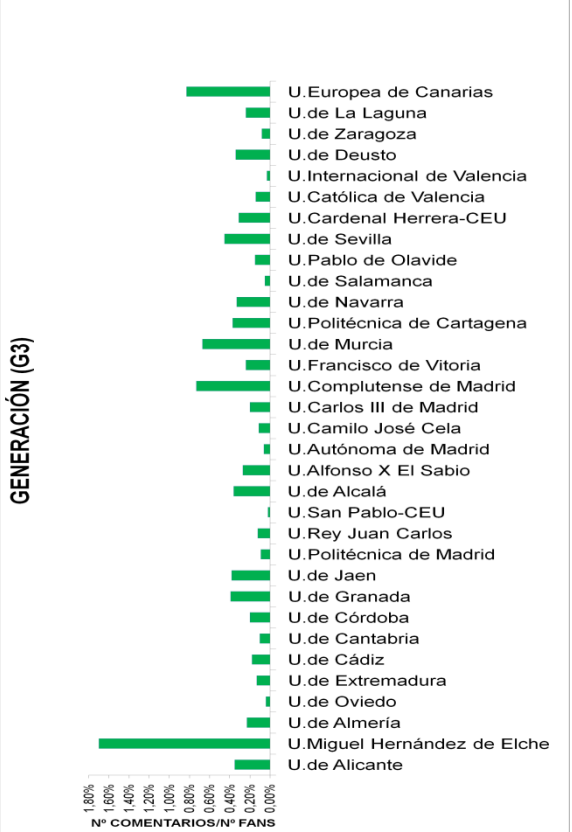 GENERACIÓN (G3)
U.Europea de Canarias
U.de La Laguna
U.de Zaragoza
U.de Deusto
U.Internacional de Valencia
U.Católica de Valencia
U.Cardenal Herrera-CEU
U.de Sevilla
U.Pablo de Olavide
U.de Salamanca
U.de Navarra
U.Politécnica de Cartagena
U.de Murcia
U.Francisco de Vitoria
U.Complutense de Madrid
U.Carlos III de Madrid
U.Camilo José Cela
U.Autónoma de Madrid
U.Alfonso X El Sabio
U.de Alcalá
U.San Pablo-CEU
U.Rey Juan Carlos
U.Politécnica de Madrid
U.de Jaen
U.de Granada
U.de Córdoba
U.de Cantabria
U.de Cádiz
U.de Extremadura
U.de Oviedo
U.de Almería
U.Miguel Hernández de Elche
U.de Alicante
1,80%
1,60%
1,40%
1,20%
1,00%
0,80%
0,60%
0,40%
0,20%
0,00%
Nº COMENTARIOS/Nº FANS